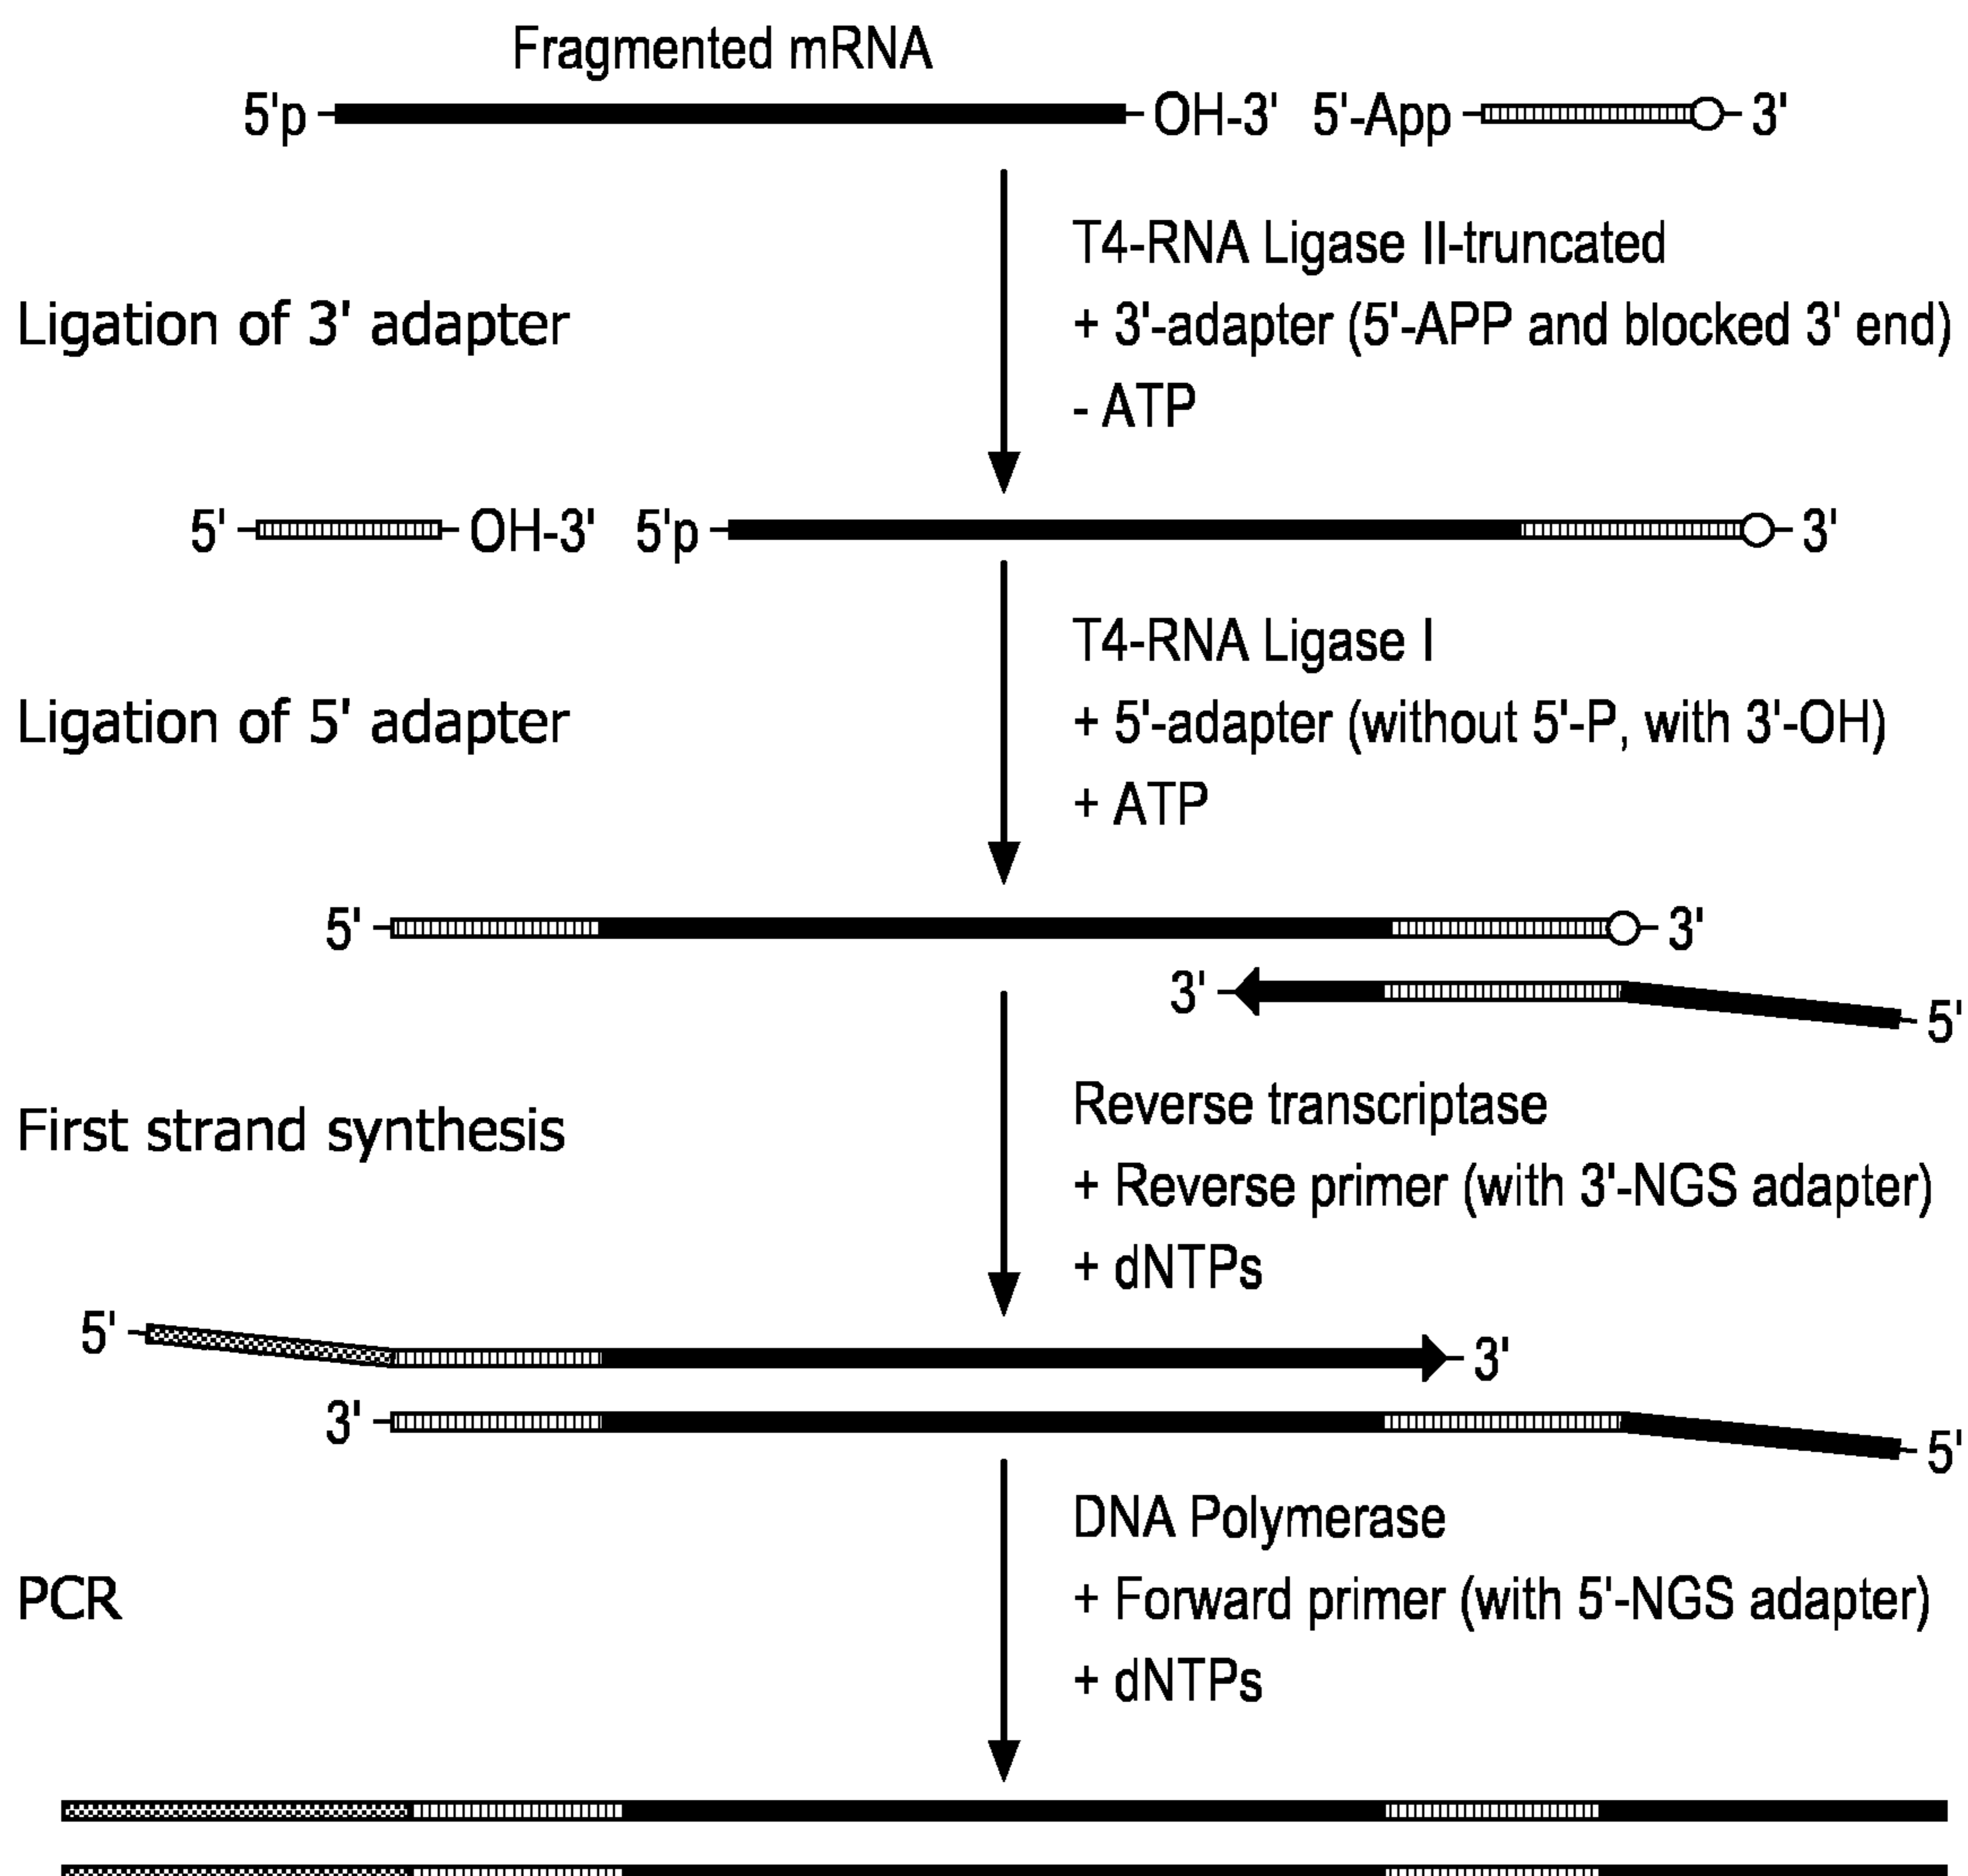 Fragmented mRNA
5'p OH-3' 5'-App 3'
T4-RNA Ligase II-truncated
Ligation of 3' adapter
+ 3'-adapter (5'-APP and blocked 3' end)
- ATP
5' OH-3' 5'p 3'
T4-RNA Ligase I
Ligation of 5' adapter
+ 5'-adapter (without 5'-P, with 3'-OH)
+ ATP
5' 3'
3' 5'
Reverse transcriptase
First strand synthesis
+ Reverse primer (with 3'-NGS adapter)
+ dNTPs
5' 3'
3' 5'
DNA Polymerase
PCR
+ Forward primer (with 5'-NGS adapter)
+ dNTPs